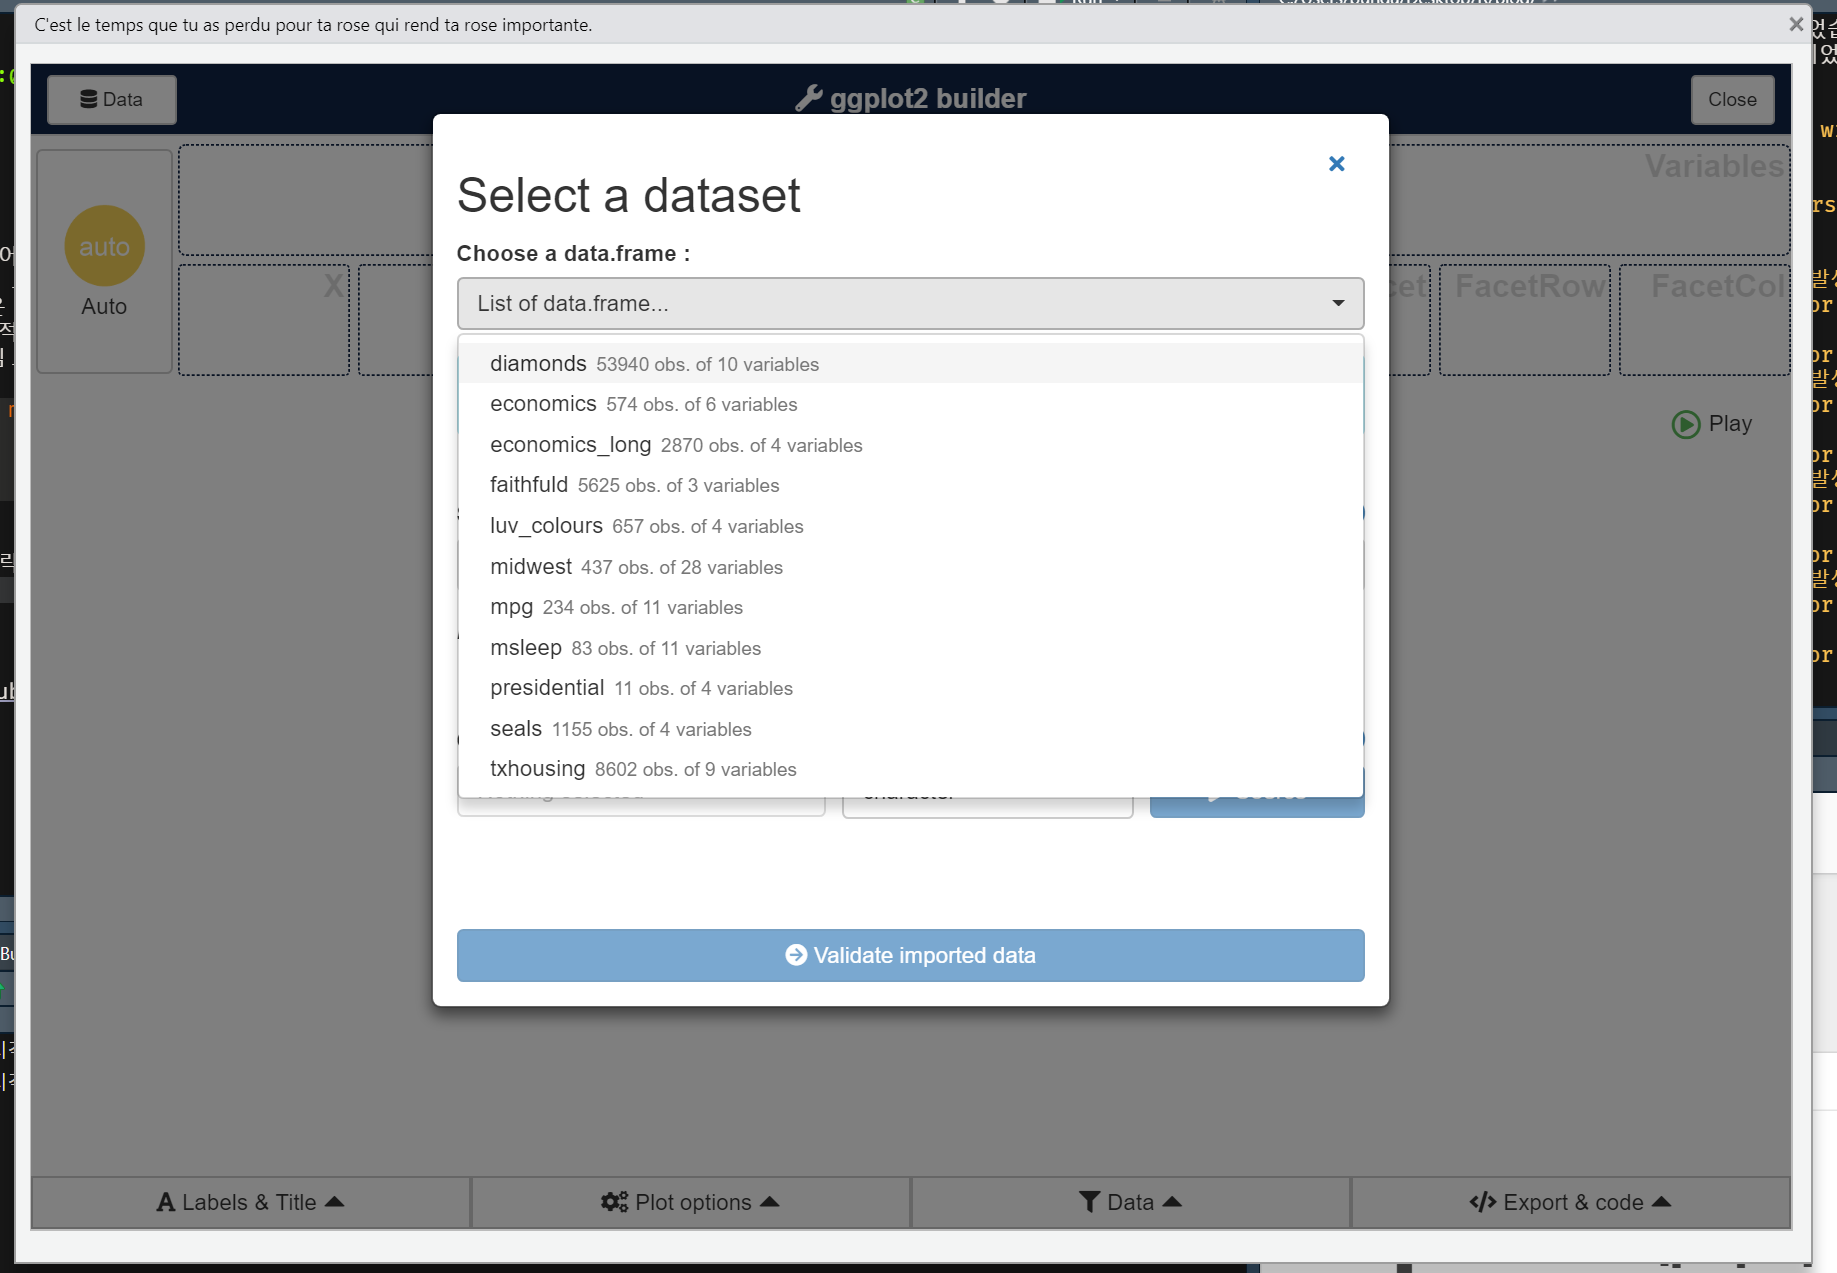 C'est le temps que tu as perdu pour ta rose qui rend ta rose importante.
Data
ggplot2 builder
Close
Variables
auto
Auto
X
FacetRow
FacetCol
Play
Select a dataset
Choose a data.frame :
List of data.frame...
diamonds 53940 obs. of 10 variables
economics 574 obs. of 6 variables
economics_long 2870 obs. of 4 variables
faithfuld 5625 obs. of 3 variables
luv_colours 657 obs. of 4 variables
midwest 437 obs. of 28 variables
mpg 234 obs. of 11 variables
msleep 83 obs. of 11 variables
presidential 11 obs. of 4 variables
seals 1155 obs. of 4 variables
txhousing 8602 obs. of 9 variables
Validate imported data
Labels & Title
Plot options
Data
Export & code